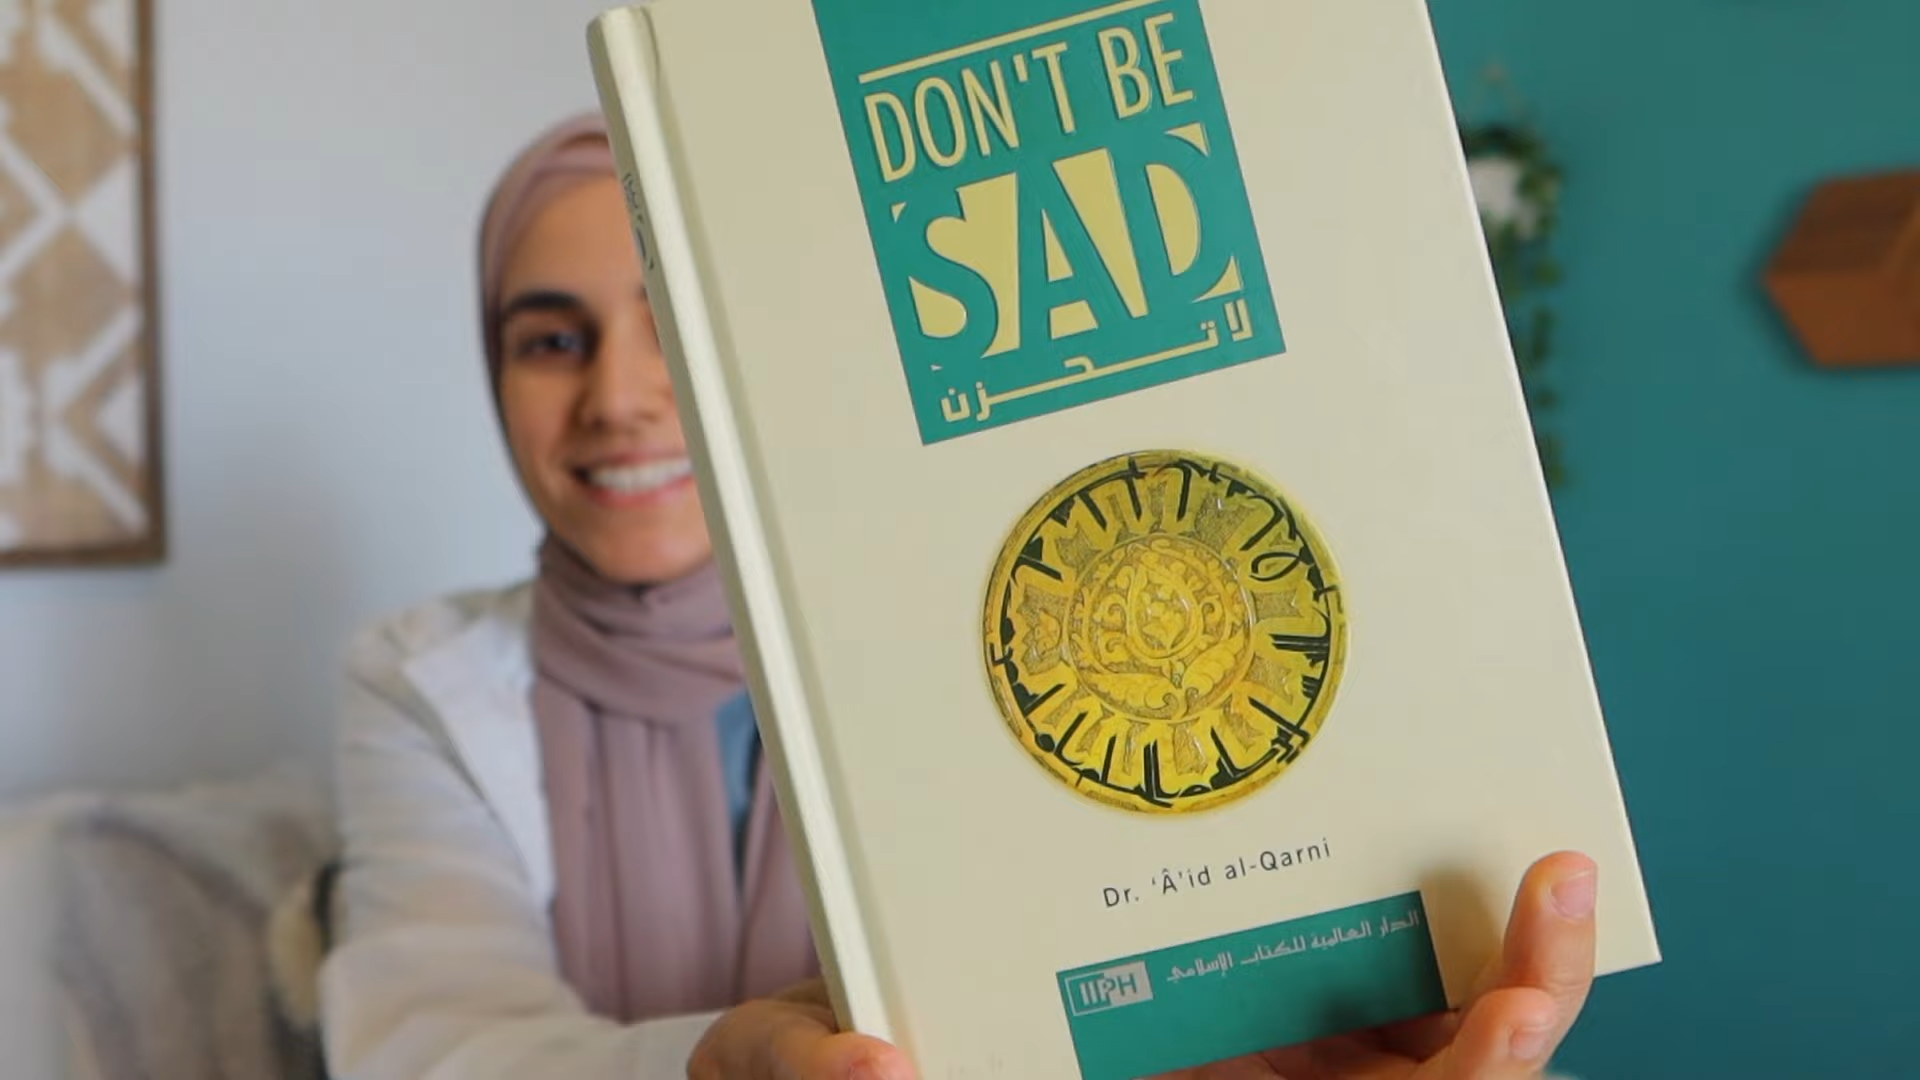 DON'T BE
SAD
لا تحزن
Dr. ‘Â’id al-Qarni
IIPH
الدار العالمية للكتاب الإسلامي